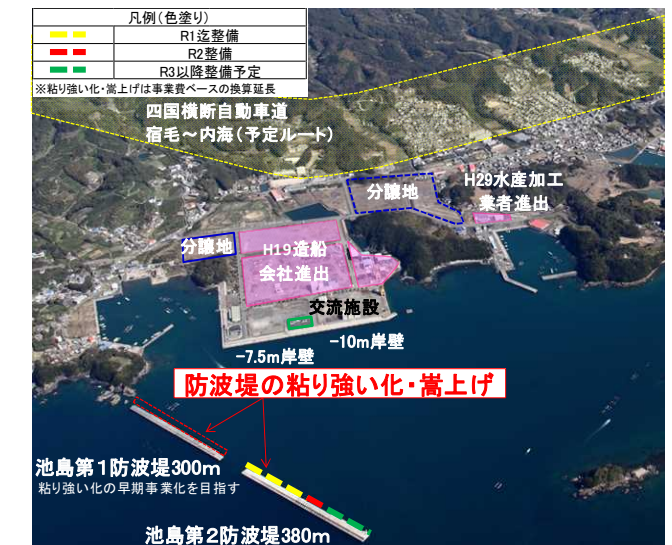 凡例(色塗り)
R1迄整備
R2整備
R3以降整備予定
※粘り強い化・嵩上げは事業費ベースの換算延長
四国横断自動車道
宿毛～内海(予定ルート)
分譲地
H29水産加工
業者進出
分譲地
H19造船
会社進出
交流施設
-10m岸壁
-7.5m岸壁
防波堤の粘り強い化・嵩上げ
池島第1防波堤300m
粘り強い化の早期事業化を目指す
池島第2防波堤380m